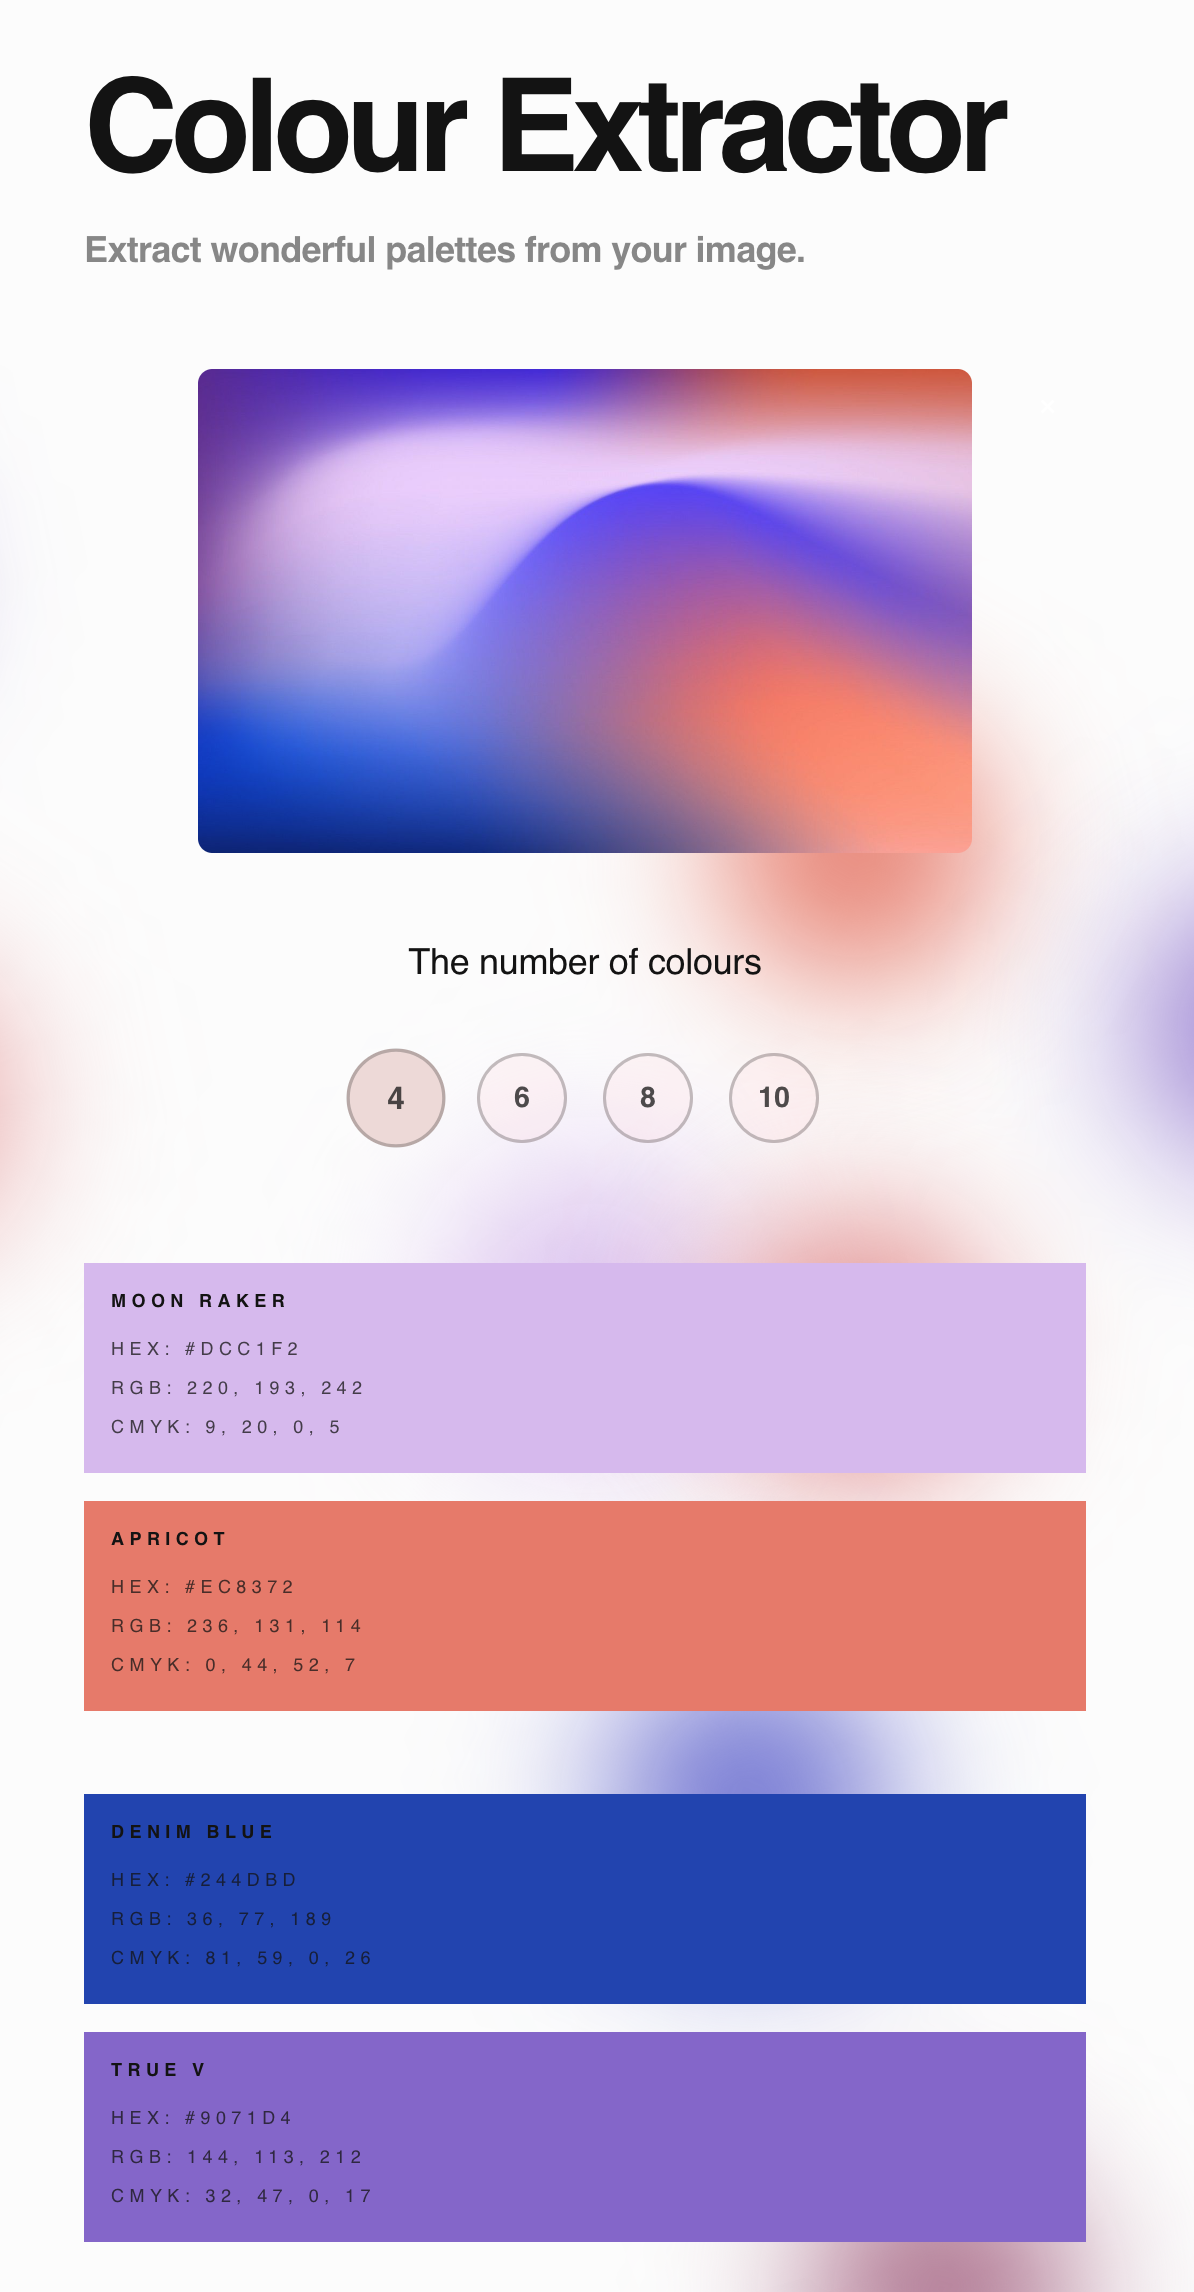 Colour Extractor
Extract wonderful palettes from your image.
The number of colours
4 6 8 10
MOON RAKER
HEX: #DCC1F2
RGB: 220, 193, 242
CMYK: 9, 20, 0, 5
APRICOT
HEX: #EC8372
RGB: 236, 131, 114
CMYK: 0, 44, 52, 7
DENIM BLUE
HEX: #244DBD
RGB: 36, 77, 189
CMYK: 81, 59, 0, 26
TRUE V
HEX: #9071D4
RGB: 144, 113, 212
CMYK: 32, 47, 0, 17